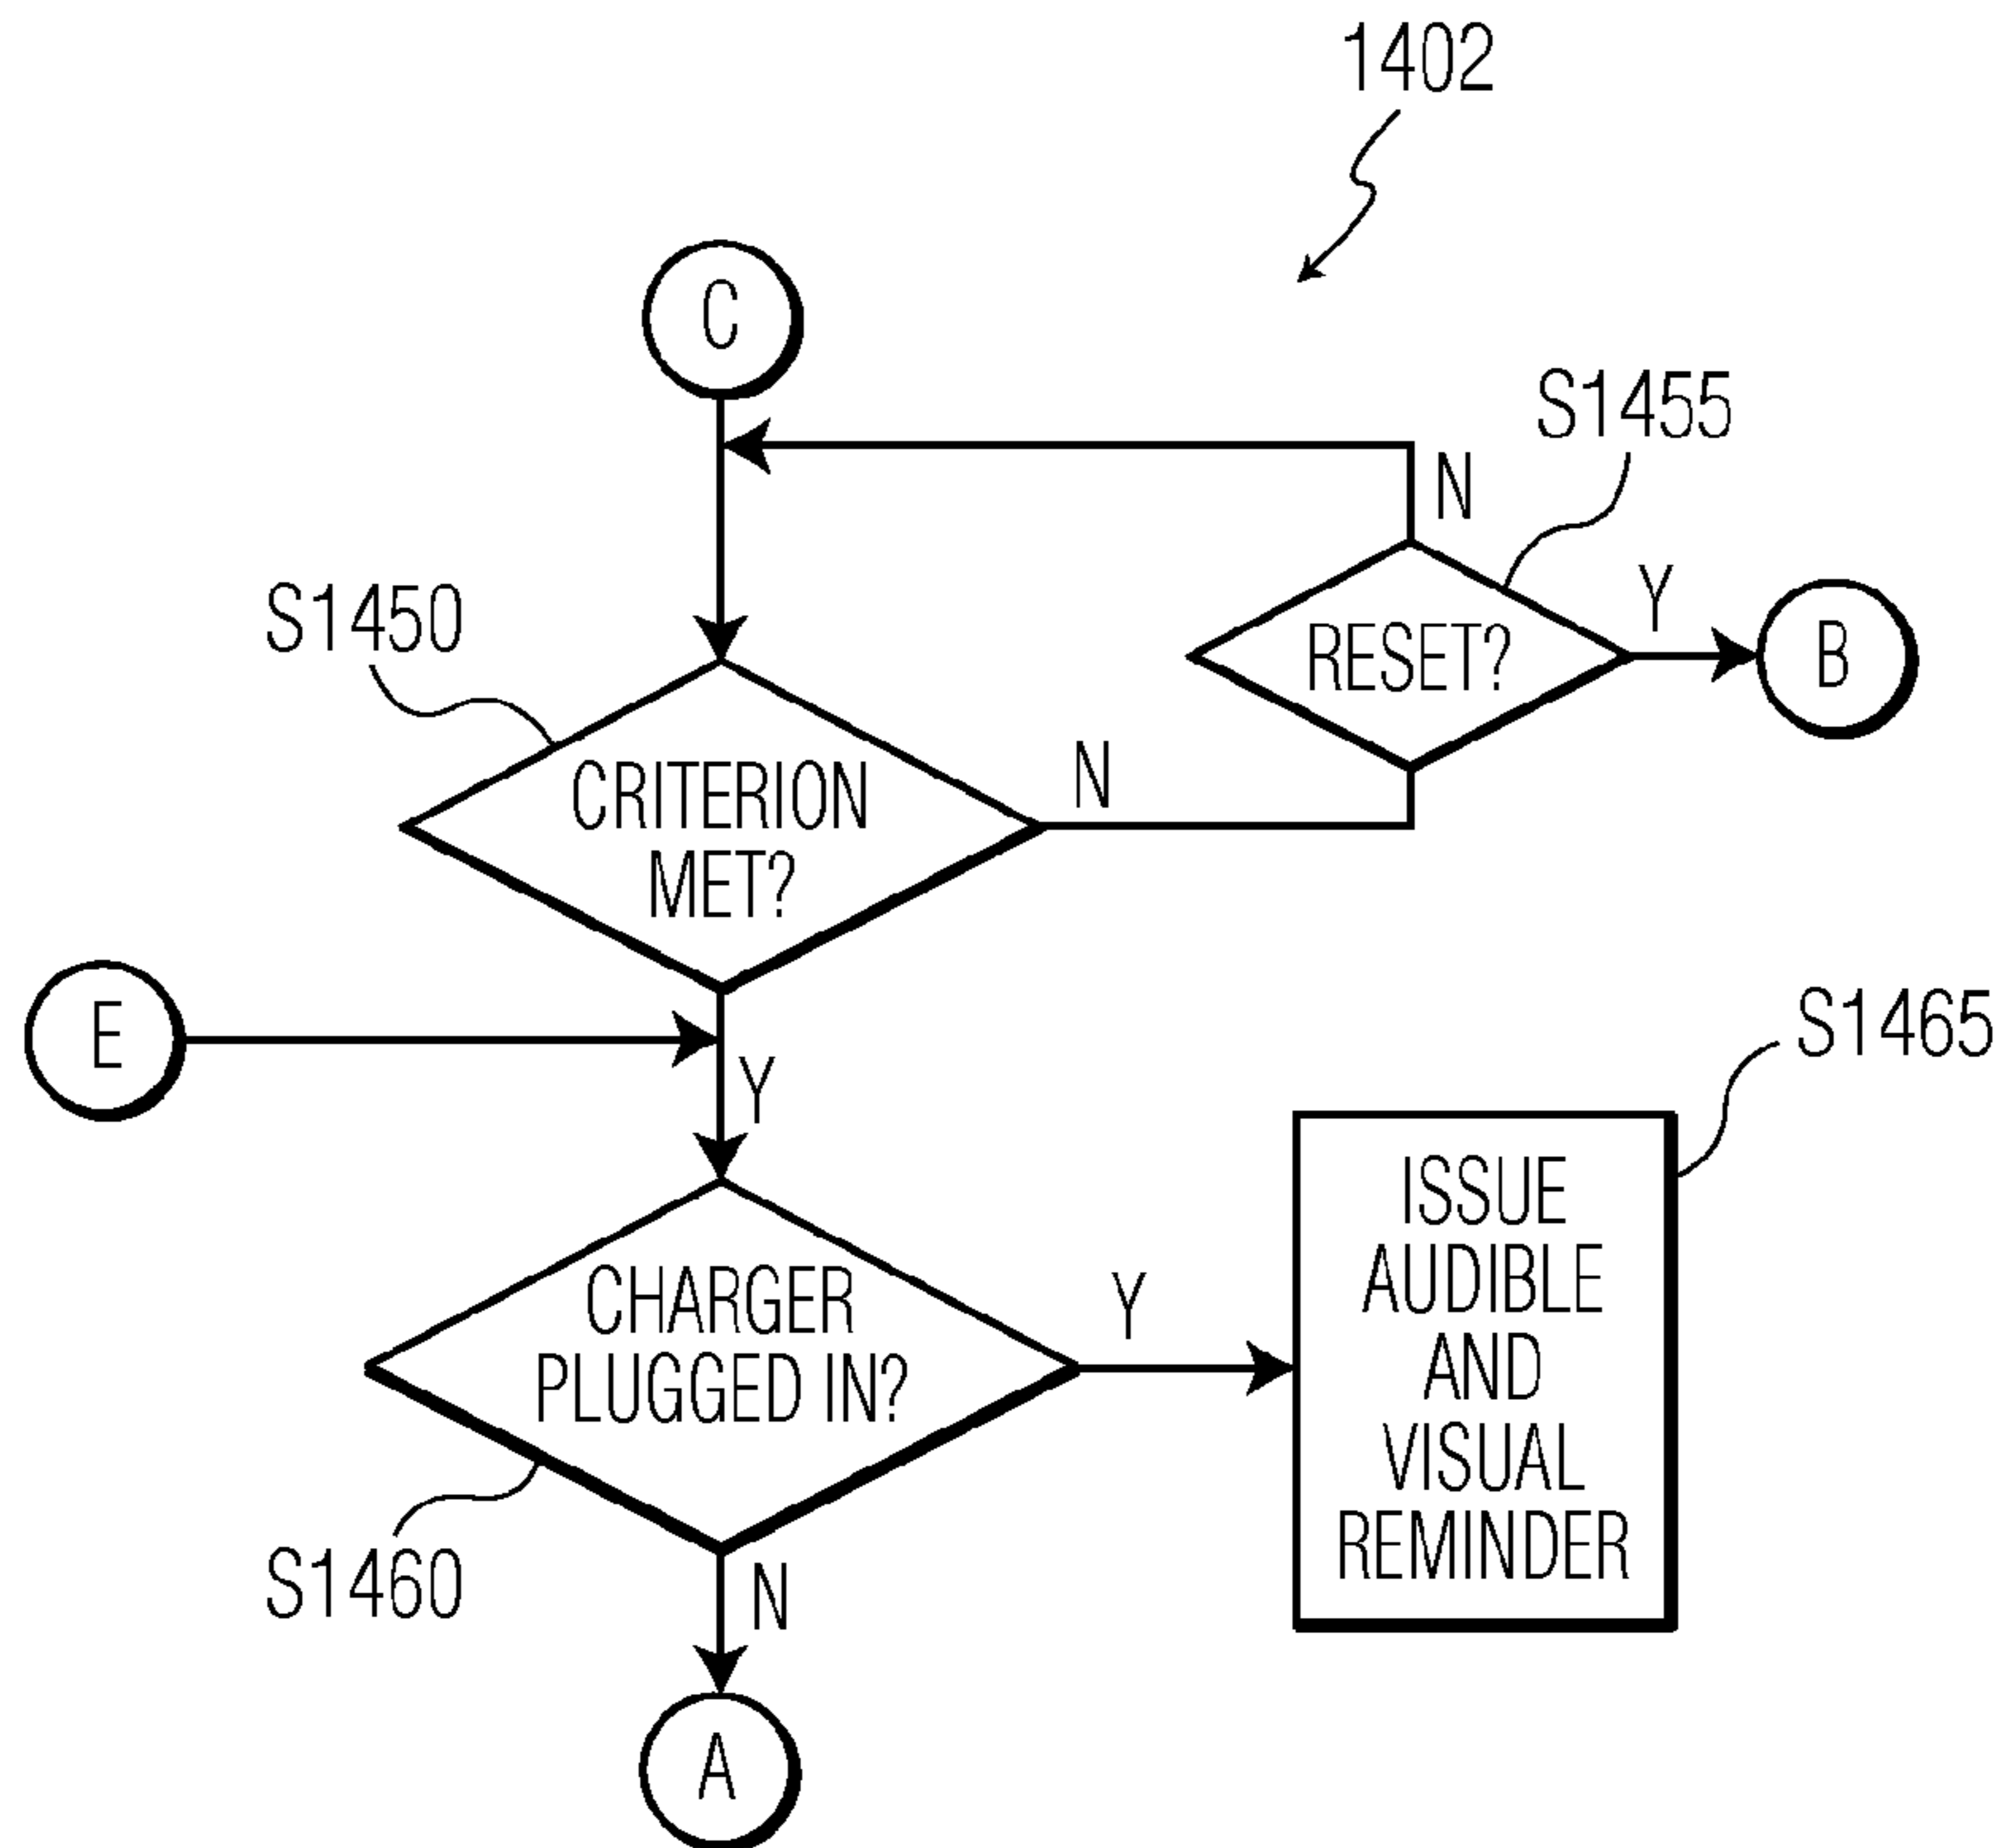 1402
C
S1455
N
S1450
RESET?
Y
B
CRITERION
MET?
N
E
Y
S1465
CHARGER
PLUGGED IN?
Y
ISSUE
AUDIBLE
AND
VISUAL
REMINDER
S1460
N
A